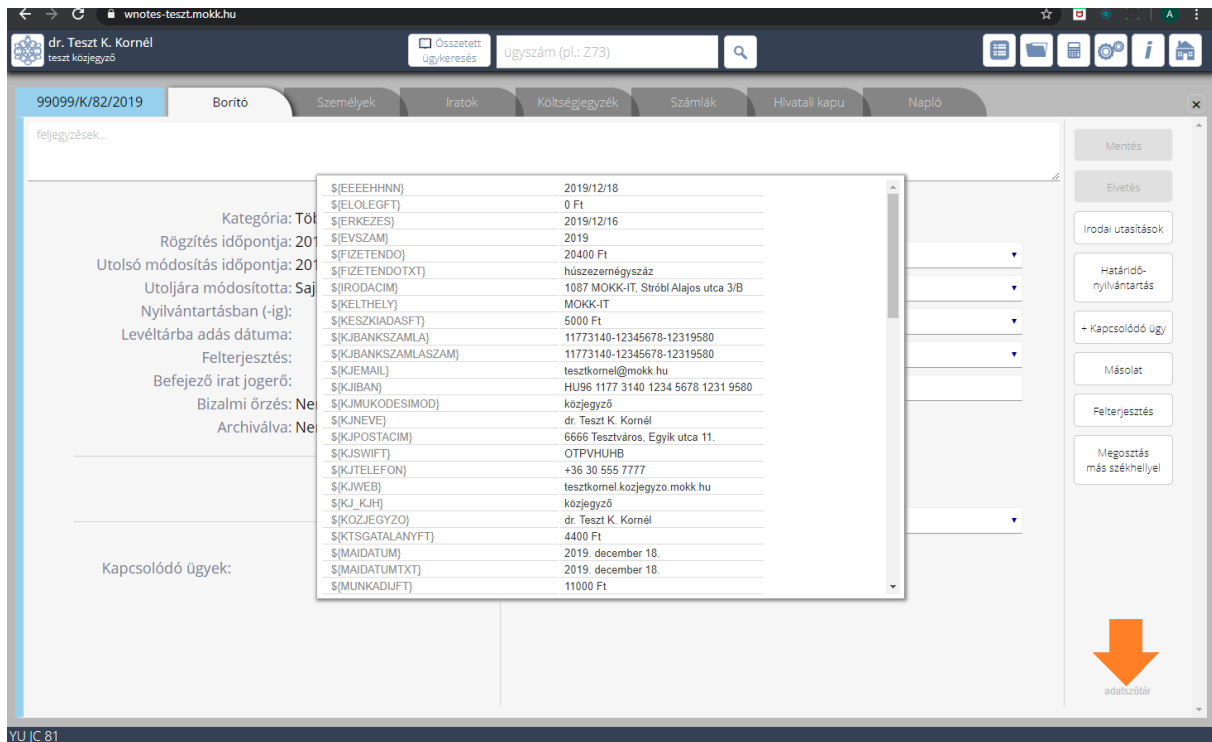 wnotes-teszt.mokk.hu
A
dr. Teszt K. Kornél
teszt közjegyző
Összetett
ügykeresés
ügyszám (pl.: Z73)
i
99099/K/82/2019 Borító Személyek Iratok Költségjegyzék Számlák Hivatali kapu Napló
x
feljegyzések...
Mentés
Elvetés
Irodai utasítások
Határidő-
nyilvántartás
+ Kapcsolódó ügy
Másolat
Felterjesztés
Megosztás
más székhellyel
Kategória: Töb
Rögzítés időpontja: 201
Utolsó módosítás időpontja: 201
Utoljára módosította: Saj
Nyilvántartásban (-ig):
Levéltárba adás dátuma:
Felterjesztés:
Befejező irat jogerő:
Bizalmi őrzés: Ner
Archiválva: Ner
Kapcsolódó ügyek:
${EEEEHHNN} 2019/12/18
${ELOLEGFT} 0 Ft
${ERKEZES} 2019/12/16
${EVSZAM} 2019
${FIZETENDO} 20400 Ft
${FIZETENDOTXT} húszezernégyszáz
${IRODACIM} 1087 MOKK-IT, Stróbl Alajos utca 3/B
${KELTHELY} MOKK-IT
${KESZKIADASFT} 5000 Ft
${KJBANKSZAMLA} 11773140-12345678-12319580
${KJBANKSZAMLASZAM} 11773140-12345678-12319580
${KJEMAIL} tesztkornel@mokk.hu
${KJIBAN} HU96 1177 3140 1234 5678 1231 9580
${KJMUKODESIMOD} közjegyző
${KJNEVE} dr. Teszt K. Kornél
${KJPOSTACIM} 6666 Tesztváros, Egyik utca 11.
${KJSWIFT} OTPVHUHB
${KJTELEFON} +36 30 555 7777
${KJWEB} tesztkornel.kozjegyzo.mokk.hu
${KJ_KJH} közjegyző
${KOZJEGYZO} dr. Teszt K. Kornél
${KTSGATALANYFT} 4400 Ft
${MAIDATUM} 2019. december 18.
${MAIDATUMTXT} 2019. december 18.
${MUNKADIJFT} 11000 Ft
adatszótár
YU JC 81